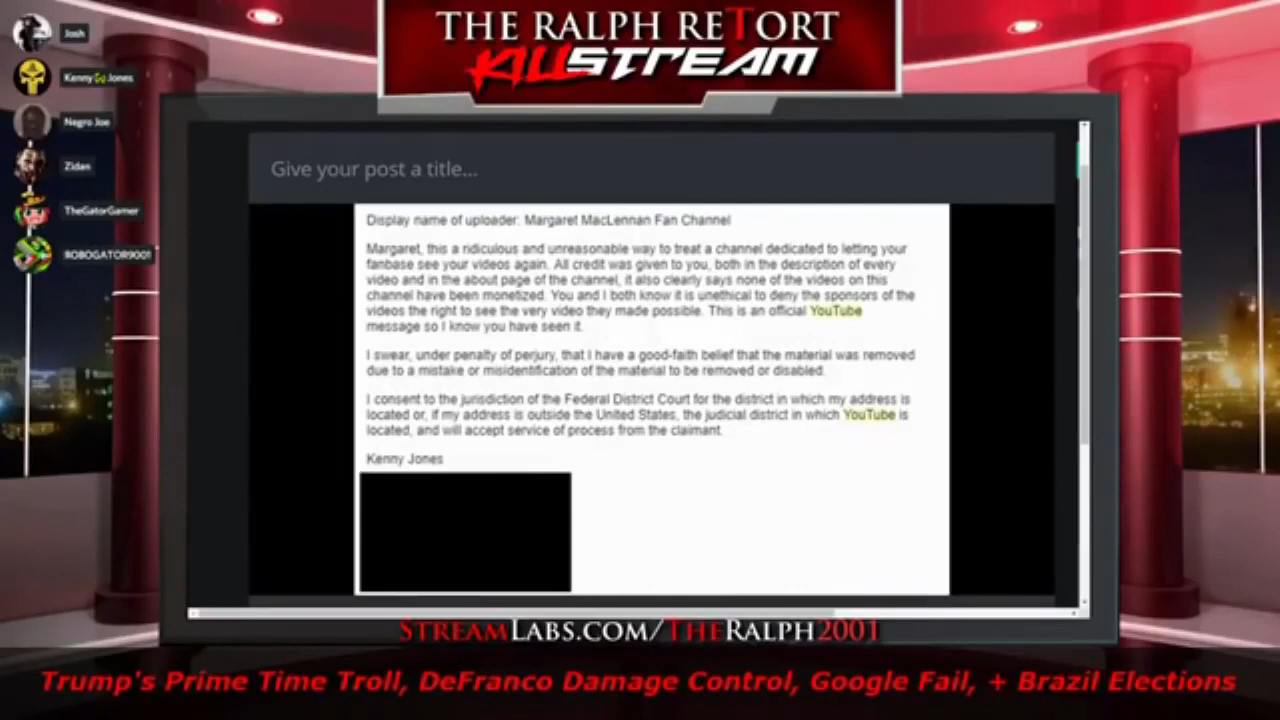 THE RALPH RETORT
KILLSTREAM
Josh
Kenny Jones
Negro Joe
Zidan
TheGatorGamer
ROBOGATOR9001
Give your post a title...
Display name of uploader: Margaret MacLennan Fan Channel
Margaret, this a ridiculous and unreasonable way to treat a channel dedicated to letting your
fanbase see your videos again. All credit was given to you, both in the description of every
video and in the about page of the channel, it also clearly says none of the videos on this
channel have been monetized. You and I both know it is unethical to deny the sponsors of the
videos the right to see the very video they made possible. This is an official YouTube
message so I know you have seen it.
I swear, under penalty of perjury, that I have a good-faith belief that the material was removed
due to a mistake or misidentification of the material to be removed or disabled.
I consent to the jurisdiction of the Federal District Court for the district in which my address is
located or, if my address is outside the United States, the judicial district in which YouTube is
located, and will accept service of process from the claimant.
Kenny Jones
STREAMLABS.COM/THERALPH2001
Trump's Prime Time Troll, DeFranco Damage Control, Google Fail, + Brazil Elections